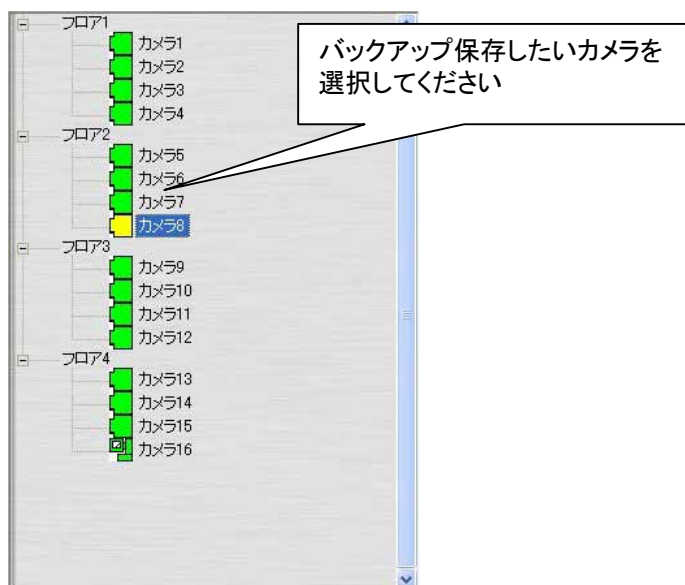 フロア1
カメラ1
カメラ2
カメラ3
カメラ4
フロア2
カメラ5
カメラ6
カメラ7
カメラ8
フロア3
カメラ9
カメラ10
カメラ11
カメラ12
フロア4
カメラ13
カメラ14
カメラ15
カメラ16
バックアップ保存したいカメラを
選択してください